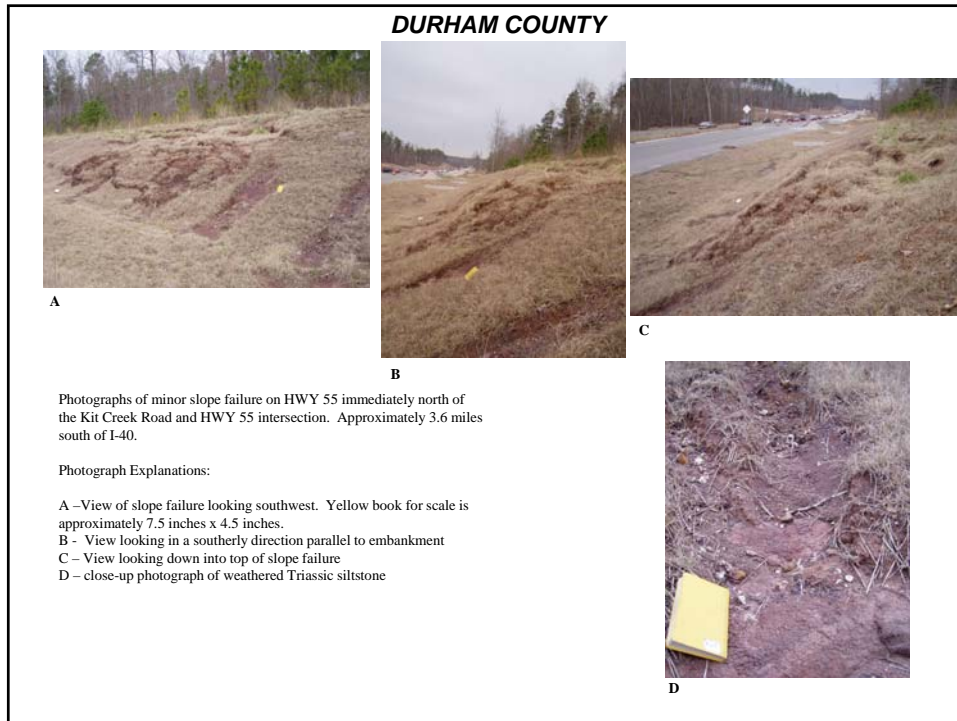 DURHAM COUNTY
A
B
C
Photographs of minor slope failure on HWY 55 immediately north of
the Kit Creek Road and HWY 55 intersection.  Approximately 3.6 miles
south of I-40.
Photograph Explanations:
A –View of slope failure looking southwest.  Yellow book for scale is
approximately 7.5 inches x 4.5 inches.
B -  View looking in a southerly direction parallel to embankment
C – View looking down into top of slope failure
D – close-up photograph of weathered Triassic siltstone
D